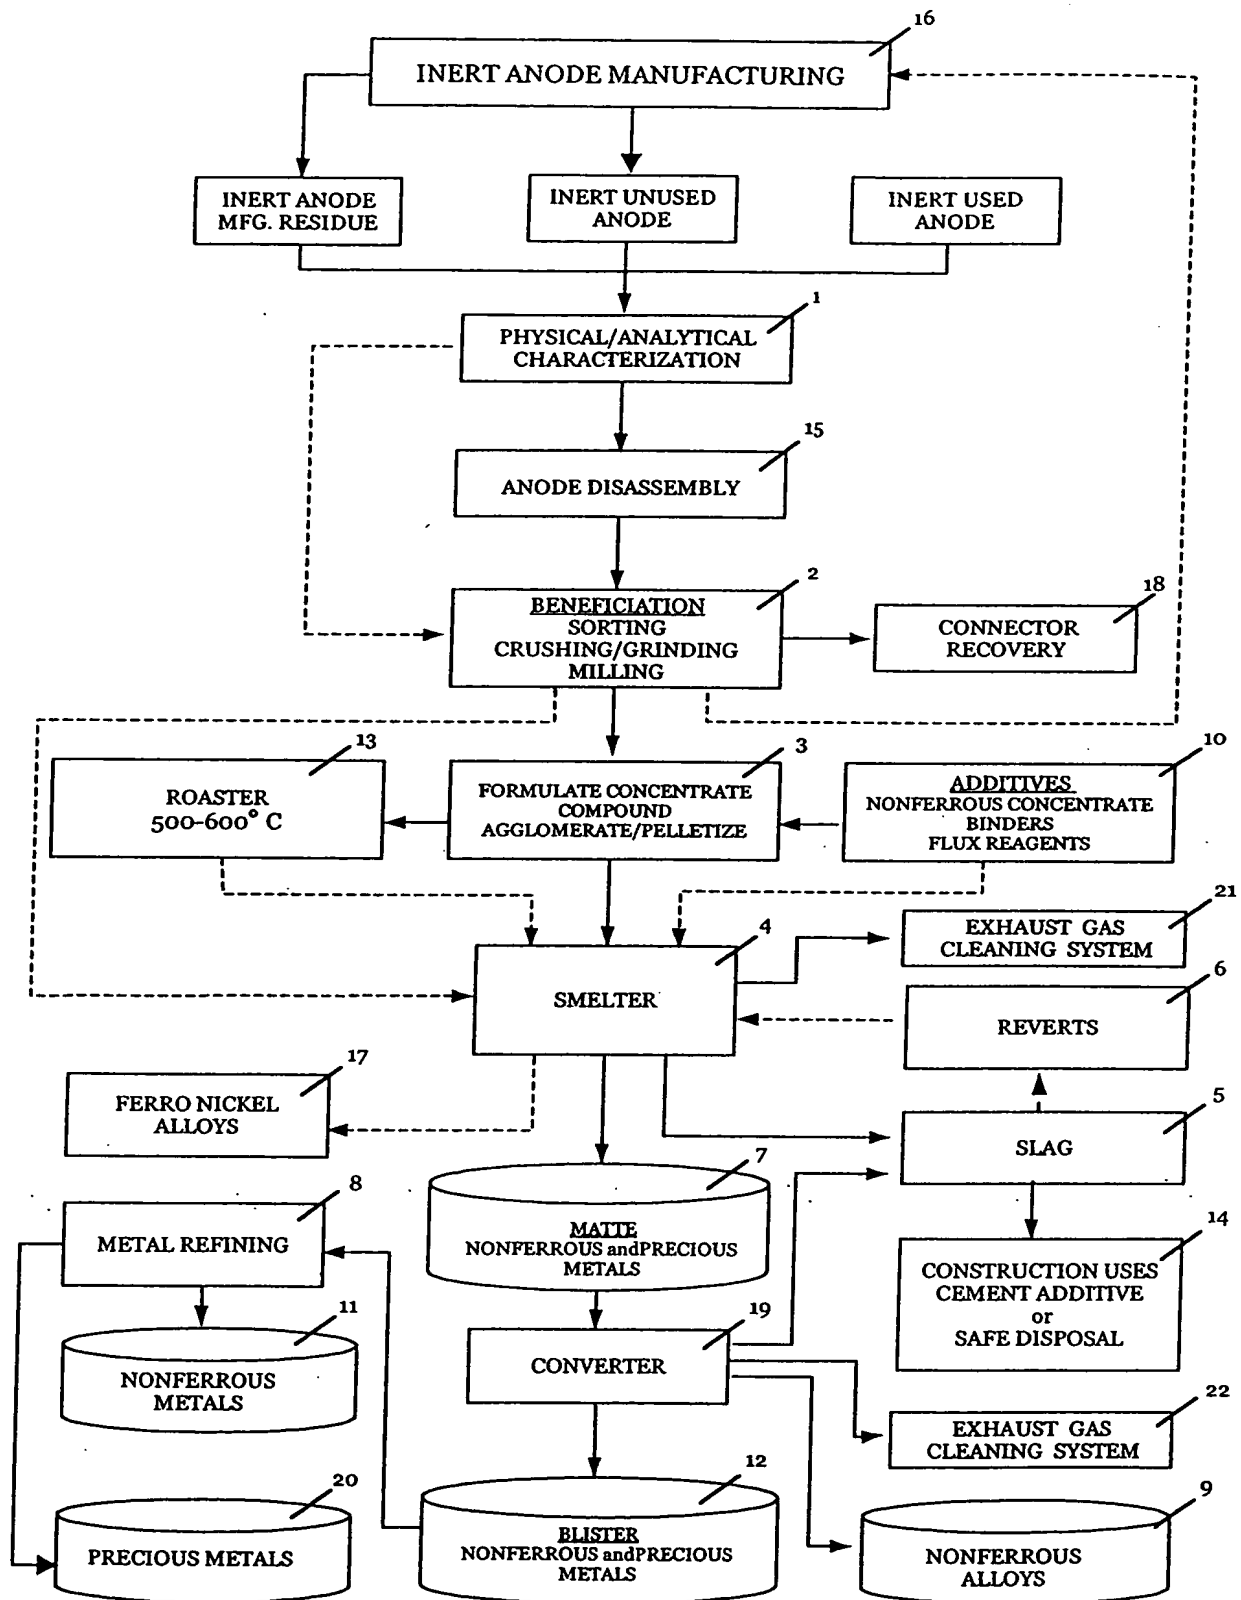 16
INERT ANODE MANUFACTURING
INERT ANODE
MFG. RESIDUE
INERT UNUSED
ANODE
INERT USED
ANODE
1
PHYSICAL/ANALYTICAL
CHARACTERIZATION
15
ANODE DISASSEMBLY
2
BENEFICIATION
SORTING
CRUSHING/GRINDING
MILLING
18
CONNECTOR
RECOVERY
13
ROASTER
500-600° C
3
FORMULATE CONCENTRATE
COMPOUND
AGGLOMERATE/PELLETIZE
10
ADDITIVES
NONFERROUS CONCENTRATE
BINDERS
FLUX REAGENTS
4
SMELTER
21
EXHAUST GAS
CLEANING SYSTEM
6
REVERTS
17
FERRO NICKEL
ALLOYS
5
SLAG
7
MATTE
NONFERROUS andPRECIOUS
METALS
8
METAL REFINING
14
CONSTRUCTION USES
CEMENT ADDITIVE
or
SAFE DISPOSAL
11
NONFERROUS
METALS
19
CONVERTER
22
EXHAUST GAS
CLEANING SYSTEM
20
PRECIOUS METALS
12
BLISTER
NONFERROUS andPRECIOUS
METALS
9
NONFERROUS
ALLOYS